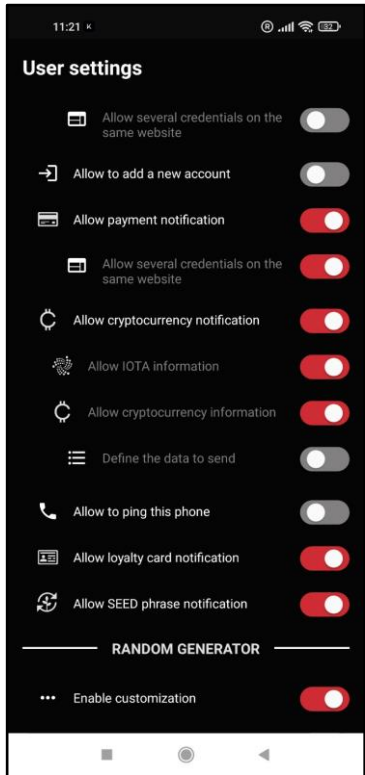 11:21 K
R 82
User settings
Allow several credentials on the
same website
Allow to add a new account
Allow payment notification
Allow several credentials on the
same website
Allow cryptocurrency notification
Allow IOTA information
Allow cryptocurrency information
Define the data to send
Allow to ping this phone
Allow loyalty card notification
Allow SEED phrase notification
RANDOM GENERATOR
Enable customization